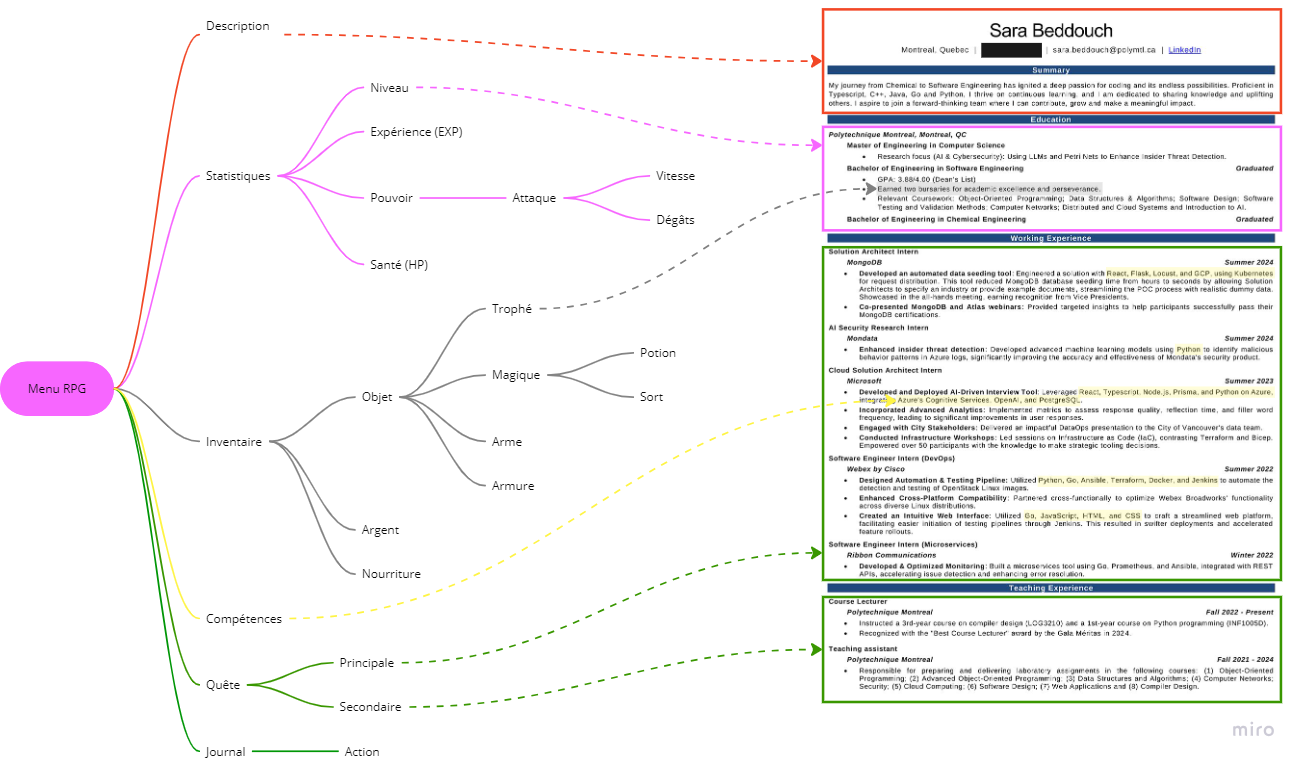 Menu RPG
Description
Statistiques
Niveau
Expérience (EXP)
Pouvoir
Attaque
Vitesse
Dégâts
Santé (HP)
Inventaire
Objet
Trophé
Magique
Potion
Sort
Arme
Armure
Argent
Nourriture
Compétences
Quête
Principale
Secondaire
Journal
Action
Sara Beddouch
Montreal, Quebec | | sara.beddouch@polymtl.ca | LinkedIn
Summary
My journey from Chemical to Software Engineering has ignited a deep passion for coding and its endless possibilities. Proficient in
Typescript, C++, Java, Go and Python, I thrive on continuous learning, and I am dedicated to sharing knowledge and uplifting
others. I aspire to join a forward-thinking team where I can contribute, grow and make a meaningful impact.
Education
Polytechnique Montreal, Montreal, QC
Master of Engineering in Computer Science
• Research focus (AI & Cybersecurity): Using LLMs and Petri Nets to Enhance Insider Threat Detection.
Bachelor of Engineering in Software Engineering Graduated
• GPA: 3.88/4.00 (Dean's List)
• Earned two bursaries for academic excellence and perseverance.
• Relevant Coursework: Object-Oriented Programming; Data Structures & Algorithms; Software Design; Software
Testing and Validation Methods; Computer Networks; Distributed and Cloud Systems and Introduction to AI.
Bachelor of Engineering in Chemical Engineering Graduated
Working Experience
Solution Architect Intern
MongoDB Summer 2024
• Developed an automated data seeding tool: Engineered a solution with React, Flask, Locust, and GCP, using Kubernetes
for request distribution. This tool reduced MongoDB database seeding time from hours to seconds by allowing Solution
Architects to specify an industry or provide example documents, streamlining the POC process with realistic dummy data.
Showcased in the all-hands meeting, earning recognition from Vice Presidents.
• Co-presented MongoDB and Atlas webinars: Provided targeted insights to help participants successfully pass their
MongoDB certifications.
AI Security Research Intern
Mondata Summer 2024
• Enhanced insider threat detection: Developed advanced machine learning models using Python to identify malicious
behavior patterns in Azure logs, significantly improving the accuracy and effectiveness of Mondata's security product.
Cloud Solution Architect Intern
Microsoft Summer 2023
• Developed and Deployed AI-Driven Interview Tool: Leveraged React, Typescript, Node.js, Prisma, and Python on Azure,
Azure's Cognitive Services, OpenAI, and PostgreSQL.
• Incorporated Advanced Analytics: Implemented metrics to assess response quality, reflection time, and filler word
frequency, leading to significant improvements in user responses.
• Engaged with City Stakeholders: Delivered an impactful DataOps presentation to the City of Vancouver's data team.
• Conducted Infrastructure Workshops: Led sessions on Infrastructure as Code (IaC), contrasting Terraform and Bicep.
Empowered over 50 participants with the knowledge to make strategic tooling decisions.
Software Engineer Intern (DevOps)
Webex by Cisco Summer 2022
• Designed Automation & Testing Pipeline: Utilized Python, Go, Ansible, Terraform, Docker, and Jenkins to automate the
detection and testing of OpenStack Linux images.
• Enhanced Cross-Platform Compatibility: Partnered cross-functionally to optimize Webex Broadworks' functionality
across diverse Linux distributions.
• Created an Intuitive Web Interface: Utilized Go, JavaScript, HTML, and CSS to craft a streamlined web platform,
facilitating easier initiation of testing pipelines through Jenkins. This resulted in swifter deployments and accelerated
feature rollouts.
Software Engineer Intern (Microservices)
Ribbon Communications Winter 2022
• Developed & Optimized Monitoring: Built a microservices tool using Go, Prometheus, and Ansible, integrated with REST
APIs, accelerating issue detection and enhancing error resolution.
Teaching Experience
Course Lecturer
Polytechnique Montreal Fall 2022 - Present
• Instructed a 3rd-year course on compiler design (LOG3210) and a 1st-year course on Python programming (INF1005D).
• Recognized with the "Best Course Lecturer" award by the Gala Méritas in 2024.
Teaching assistant
Polytechnique Montreal Fall 2021 - 2024
• Responsible for preparing and delivering laboratory assignments in the following courses: (1) Object-Oriented
Programming; (2) Advanced Object-Oriented Programming; (3) Data Structures and Algorithms; (4) Computer Networks;
Security; (5) Cloud Computing; (6) Software Design; (7) Web Applications and (8) Compiler Design.
miro